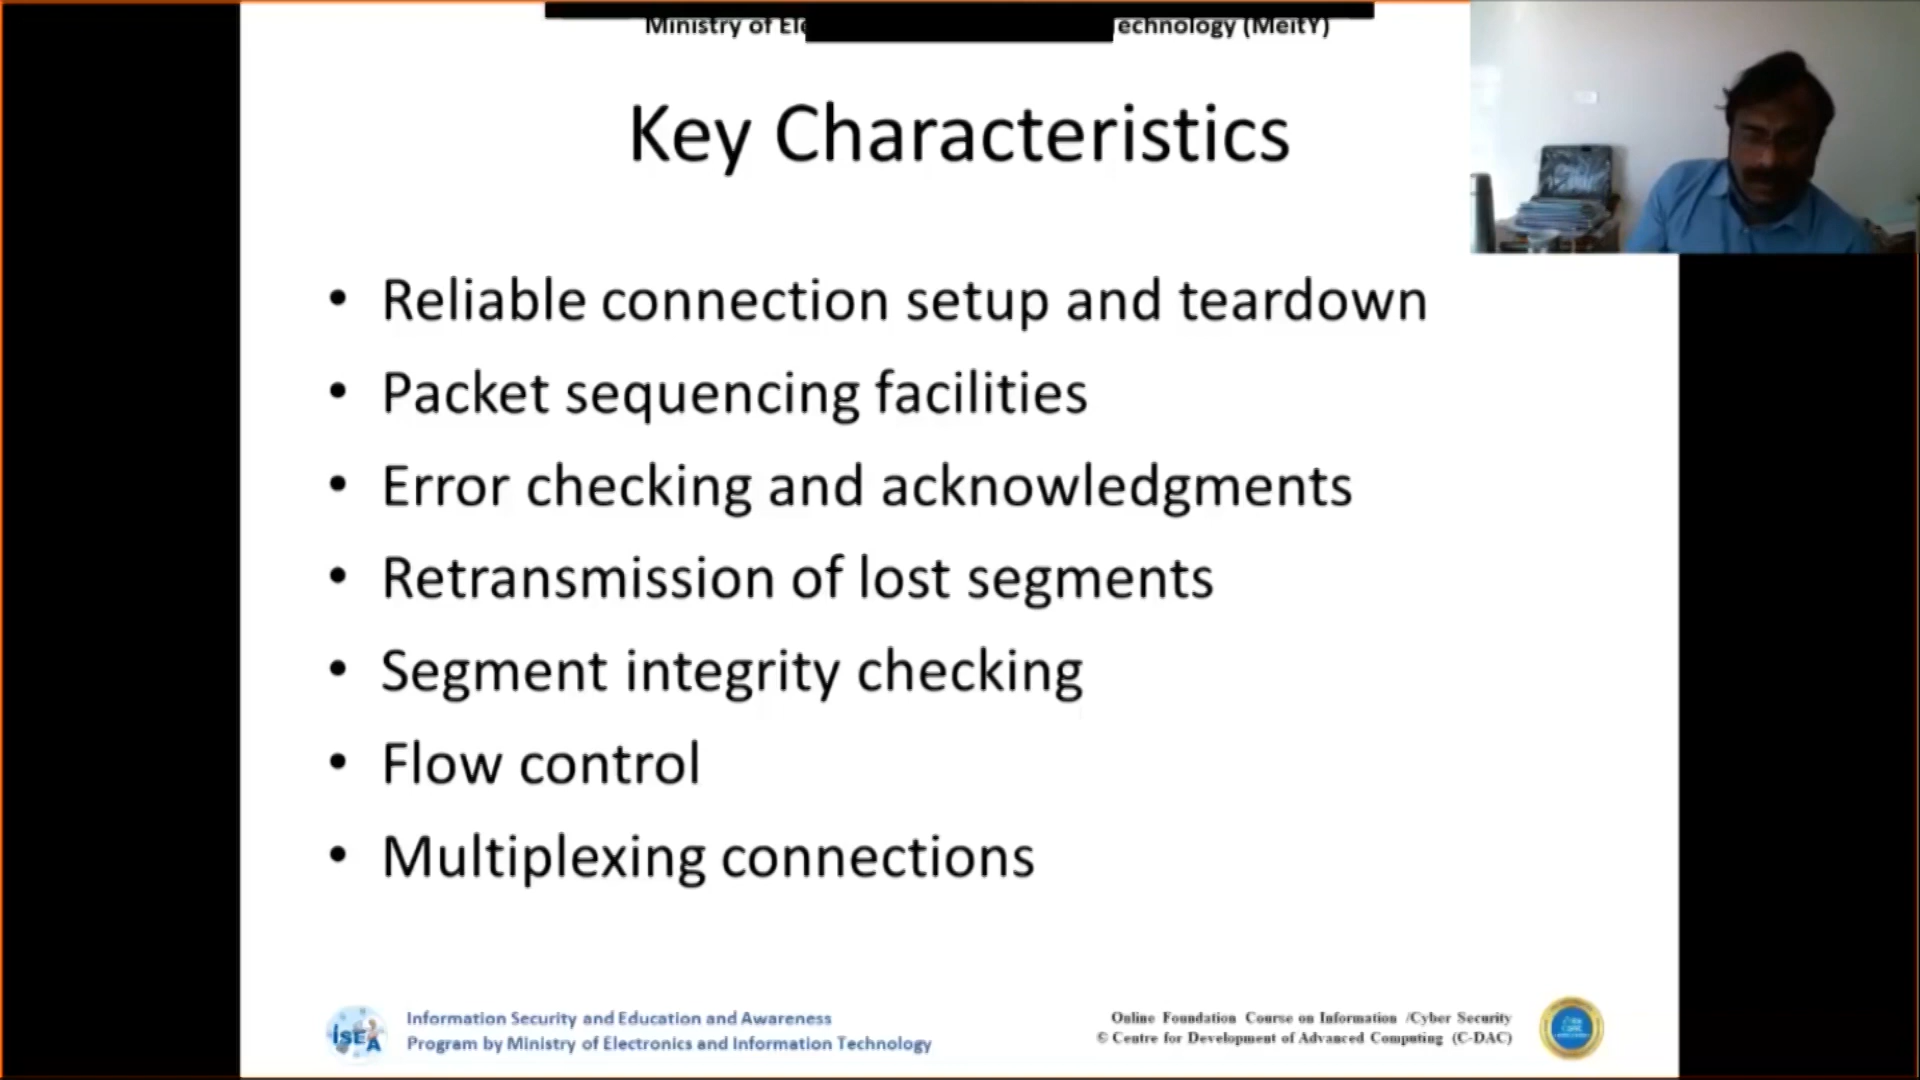 Ministry of Ele echnology (MeitY)
Key Characteristics
• Reliable connection setup and teardown
• Packet sequencing facilities
• Error checking and acknowledgments
• Retransmission of lost segments
• Segment integrity checking
• Flow control
• Multiplexing connections
ISEA
Information Security and Education and Awareness
Program by Ministry of Electronics and Information Technology
Online Foundation Course on Information /Cyber Security
© Centre for Development of Advanced Computing (C-DAC)